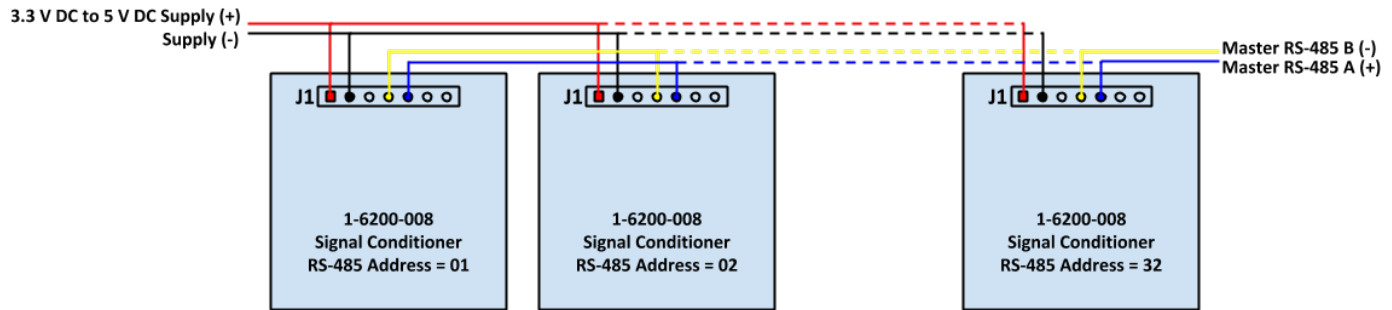 3.3 V DC to 5 V DC Supply (+)
Supply (-)
Master RS-485 B (-)
Master RS-485 A (+)
J1
J1
J1
1-6200-008
Signal Conditioner
RS-485 Address = 01
1-6200-008
Signal Conditioner
RS-485 Address = 02
1-6200-008
Signal Conditioner
RS-485 Address = 32